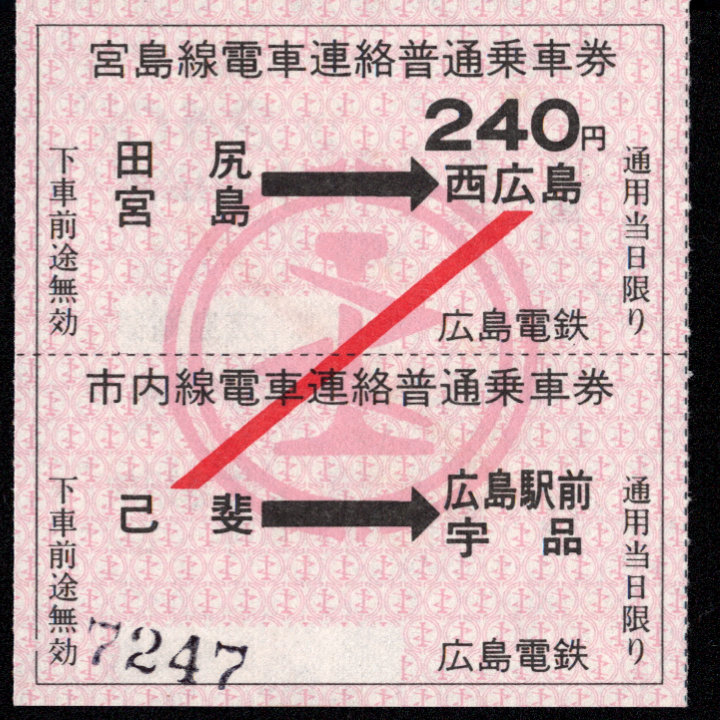 宮島線電車連絡普通乗車券
240円
下車前途無効
田尻
宮島
西広島
通用当日限り
広島電鉄
市内線電車連絡普通乗車券
下車前途無効
己斐
広島駅前
宇品
通用当日限り
広島電鉄
7247